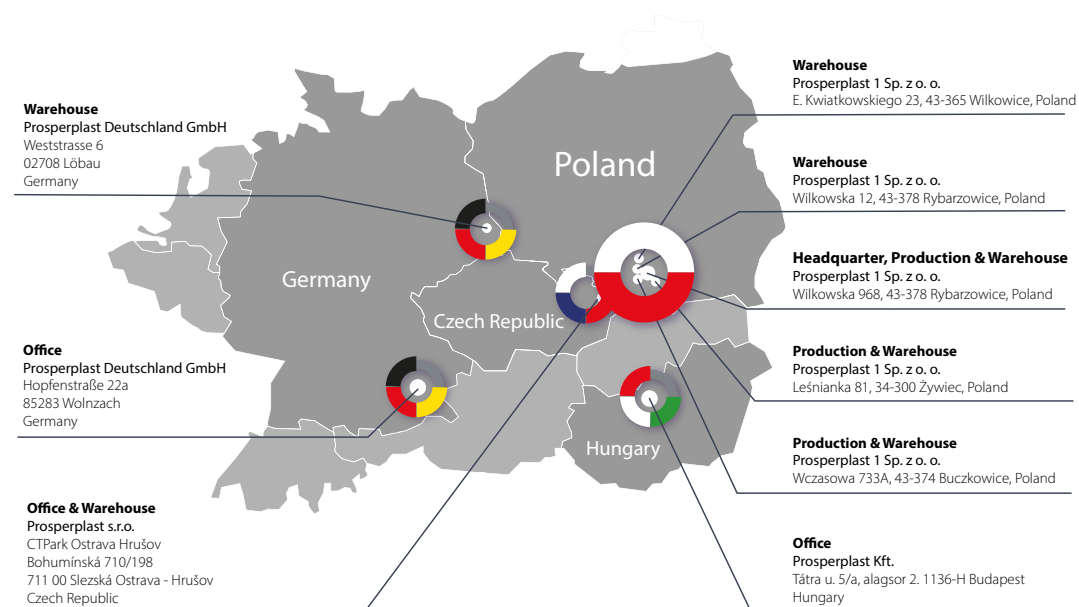 Warehouse
Prosperplast Deutschland GmbH
Weststrasse 6
02708 Löbau
Germany
Office
Prosperplast Deutschland GmbH
Hopfenstraße 22a
85283 Wolnzach
Germany
Office & Warehouse
Prosperplast s.r.o.
CTPark Ostrava Hrušov
Bohumínská 710/198
711 00 Slezská Ostrava - Hrušov
Czech Republic
Poland
Germany
Czech Republic
Hungary
Warehouse
Prosperplast 1 Sp. z o. o.
E. Kwiatkowskiego 23, 43-365 Wilkowice, Poland
Warehouse
Prosperplast 1 Sp. z o. o.
Wilkowska 12, 43-378 Rybarzowice, Poland
Headquarter, Production & Warehouse
Prosperplast 1 Sp. z o. o.
Wilkowska 968, 43-378 Rybarzowice, Poland
Production & Warehouse
Prosperplast 1 Sp. z o. o.
Leśnianka 81, 34-300 Żywiec, Poland
Production & Warehouse
Prosperplast 1 Sp. z o. o.
Wczasowa 733A, 43-374 Buczkowice, Poland
Office
Prosperplast Kft.
Tátra u. 5/a, alagsor 2. 1136-H Budapest
Hungary